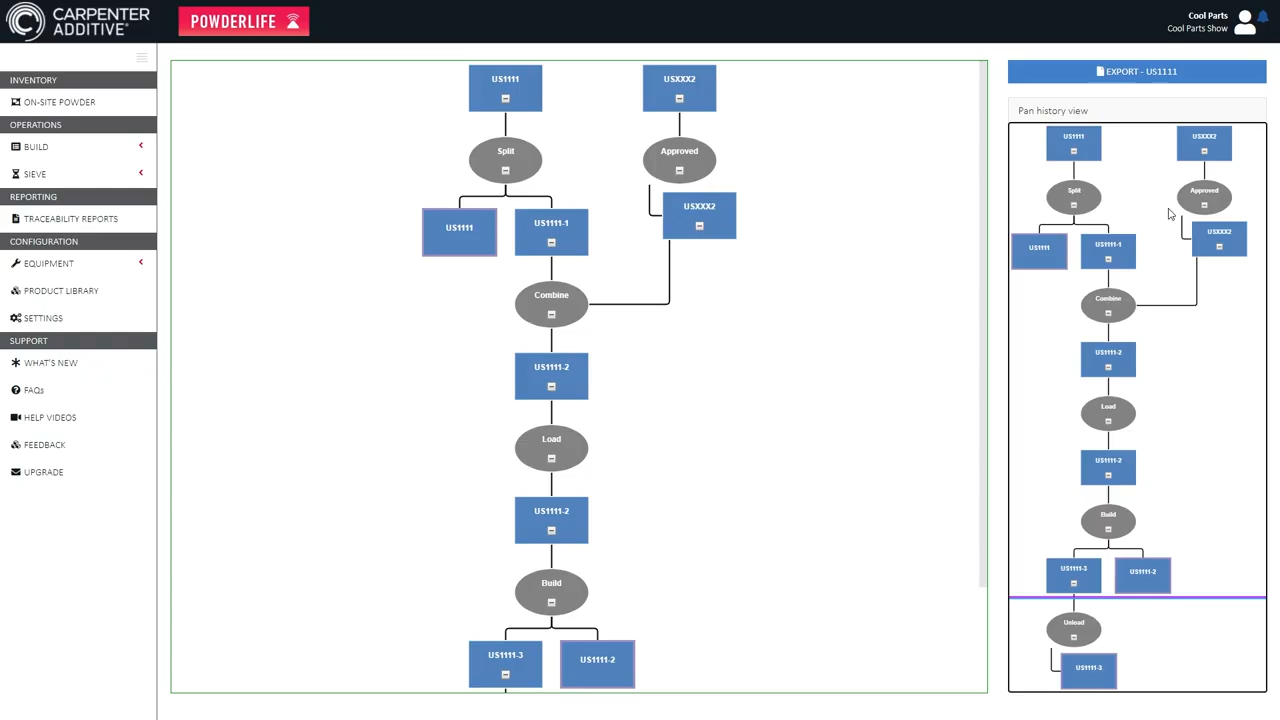 CARPENTER
ADDITIVE®
POWDERLIFE
Cool Parts
Cool Parts Show
INVENTORY
ON-SITE POWDER
OPERATIONS
BUILD
SIEVE
REPORTING
TRACEABILITY REPORTS
CONFIGURATION
EQUIPMENT
PRODUCT LIBRARY
SETTINGS
SUPPORT
WHAT'S NEW
FAQs
HELP VIDEOS
FEEDBACK
UPGRADE
US1111
USXXX2
Split
Approved
US1111
US1111-1
USXXX2
Combine
US1111-2
Load
US1111-2
Build
US1111-3
US1111-2
EXPORT - US1111
Pan history view
US1111
USXXX2
Split
Approved
US1111
US1111-1
USXXX2
Combine
US1111-2
Load
US1111-2
Build
US1111-3
US1111-2
Unload
US1111-3